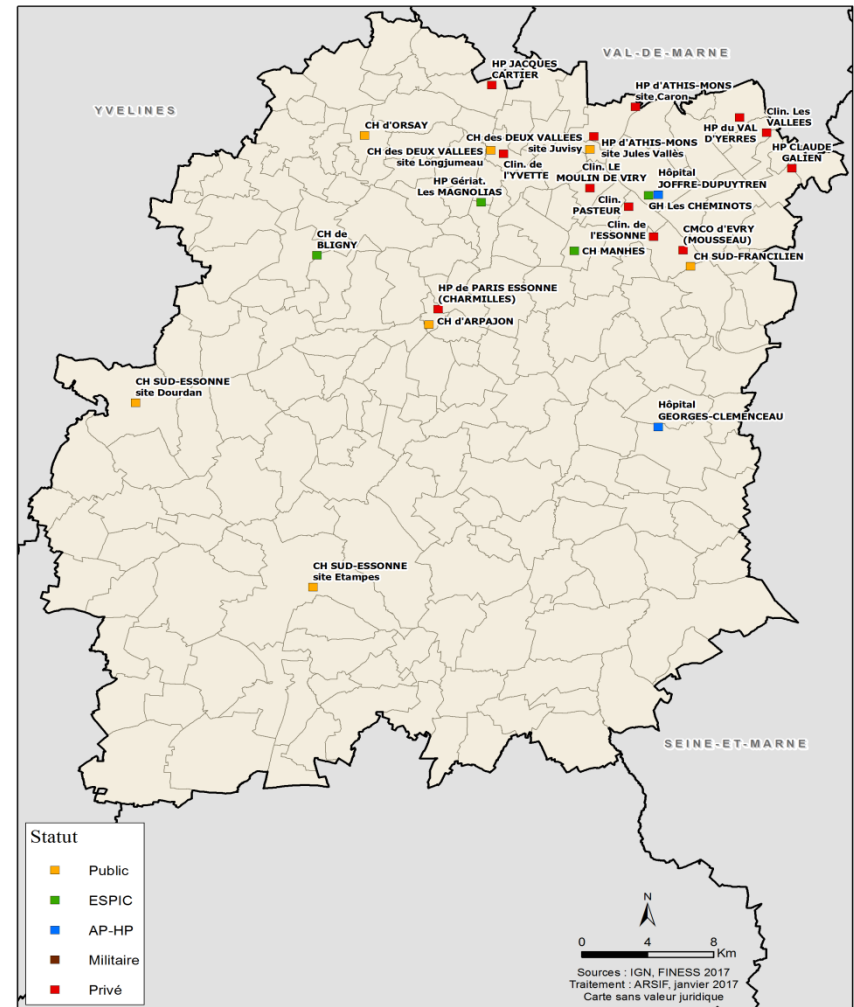 VAL-DE-MARNE
YVELINES
HP JACQUES
CARTIER
HP d'ATHIS-MONS
site Caron
Clin. Les
VALLEES
HP du VAL
D'YERRES
HP CLAUDE
GALIEN
CH d'ORSAY
CH des DEUX VALLEES
site Juvisy
CH des DEUX VALLEES
site Longjumeau
HP d'ATHIS-MONS
site Jules Vallès
Clin. de
l'YVETTE
Clin. LE
MOULIN DE VIRY
Hôpital
JOFFRE-DUPUYTREN
HP Gériat.
Les MAGNOLIAS
GH Les CHEMINOTS
Clin.
PASTEUR
Clin. de
l'ESSONNE
CMCO d'EVRY
(MOUSSEAU)
CH de
BLIGNY
CH MANHES
CH SUD-FRANCILIEN
HP de PARIS ESSONNE
(CHARMILLES)
CH d'ARPAJON
CH SUD-ESSONNE
site Dourdan
Hôpital
GEORGES-CLEMENCEAU
CH SUD-ESSONNE
site Etampes
SEINE-ET-MARNE
Statut
Public
ESPIC
AP-HP
Militaire
Privé
N
0 4 8
Km
Sources : IGN, FINESS 2017
Traitement : ARSIF, janvier 2017
Carte sans valeur juridique